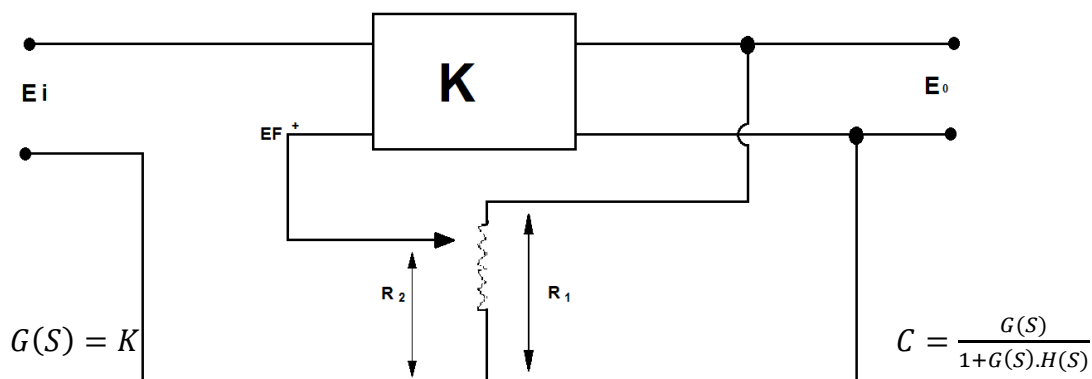 K
Ei
E₀
EF +
R₂
R₁
G(S) = K
C = G(S) / 1+G(S).H(S)